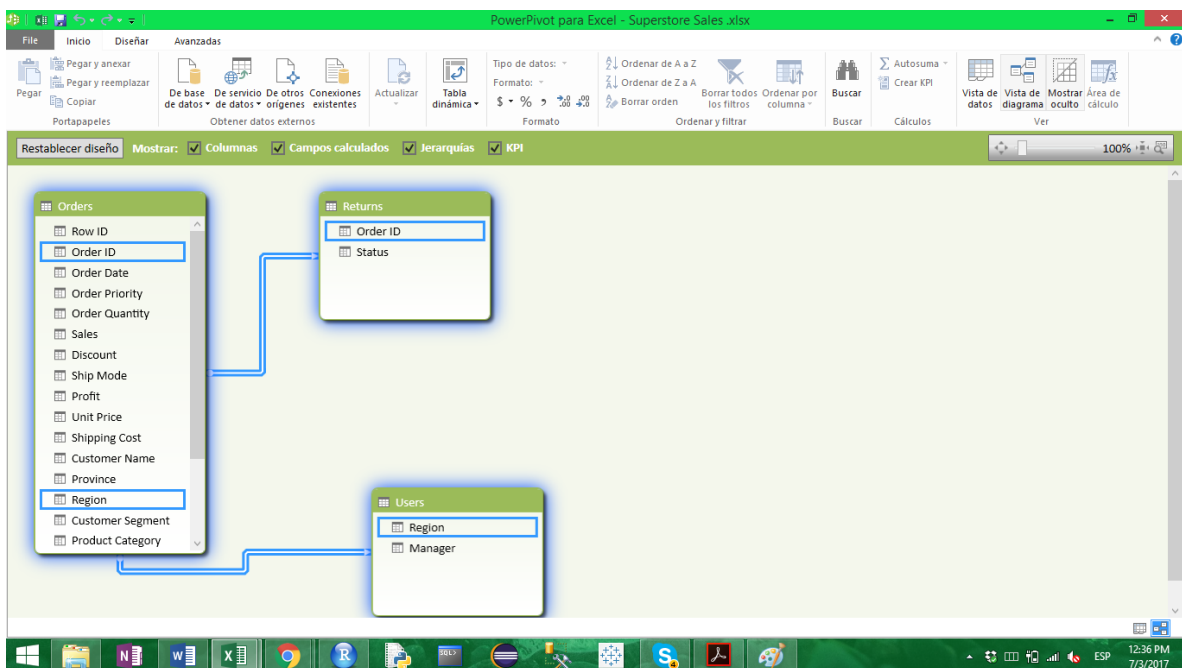 PowerPivot para Excel - Superstore Sales .xlsx
File Inicio Diseñar Avanzadas
Pegar
Pegar y anexar
Pegar y reemplazar
Copiar
Portapapeles
De base de datos
De servicio de datos
De otros orígenes
Conexiones existentes
Obtener datos externos
Actualizar
Tabla dinámica
Tipo de datos:
Formato:
$ % ,
Formato
Ordenar de A a Z
Ordenar de Z a A
Borrar orden
Borrar todos los filtros
Ordenar por columna
Ordenar y filtrar
Buscar
Buscar
Autosuma
Crear KPI
Cálculos
Vista de datos
Vista de diagrama
Mostrar oculto
Área de cálculo
Ver
Restablecer diseño Mostrar: Columnas Campos calculados Jerarquías KPI 100%
Orders
Row ID
Order ID
Order Date
Order Priority
Order Quantity
Sales
Discount
Ship Mode
Profit
Unit Price
Shipping Cost
Customer Name
Province
Region
Customer Segment
Product Category
Returns
Order ID
Status
Users
Region
Manager
ESP
12:36 PM
7/3/2017